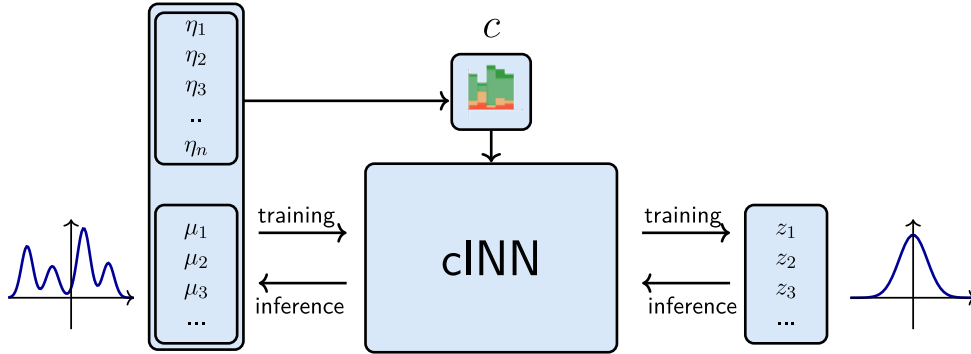 η₁
η₂
η₃
..
ηₙ
c
μ₁
μ₂
μ₃
...
training
inference
cINN
training
inference
z₁
z₂
z₃
...